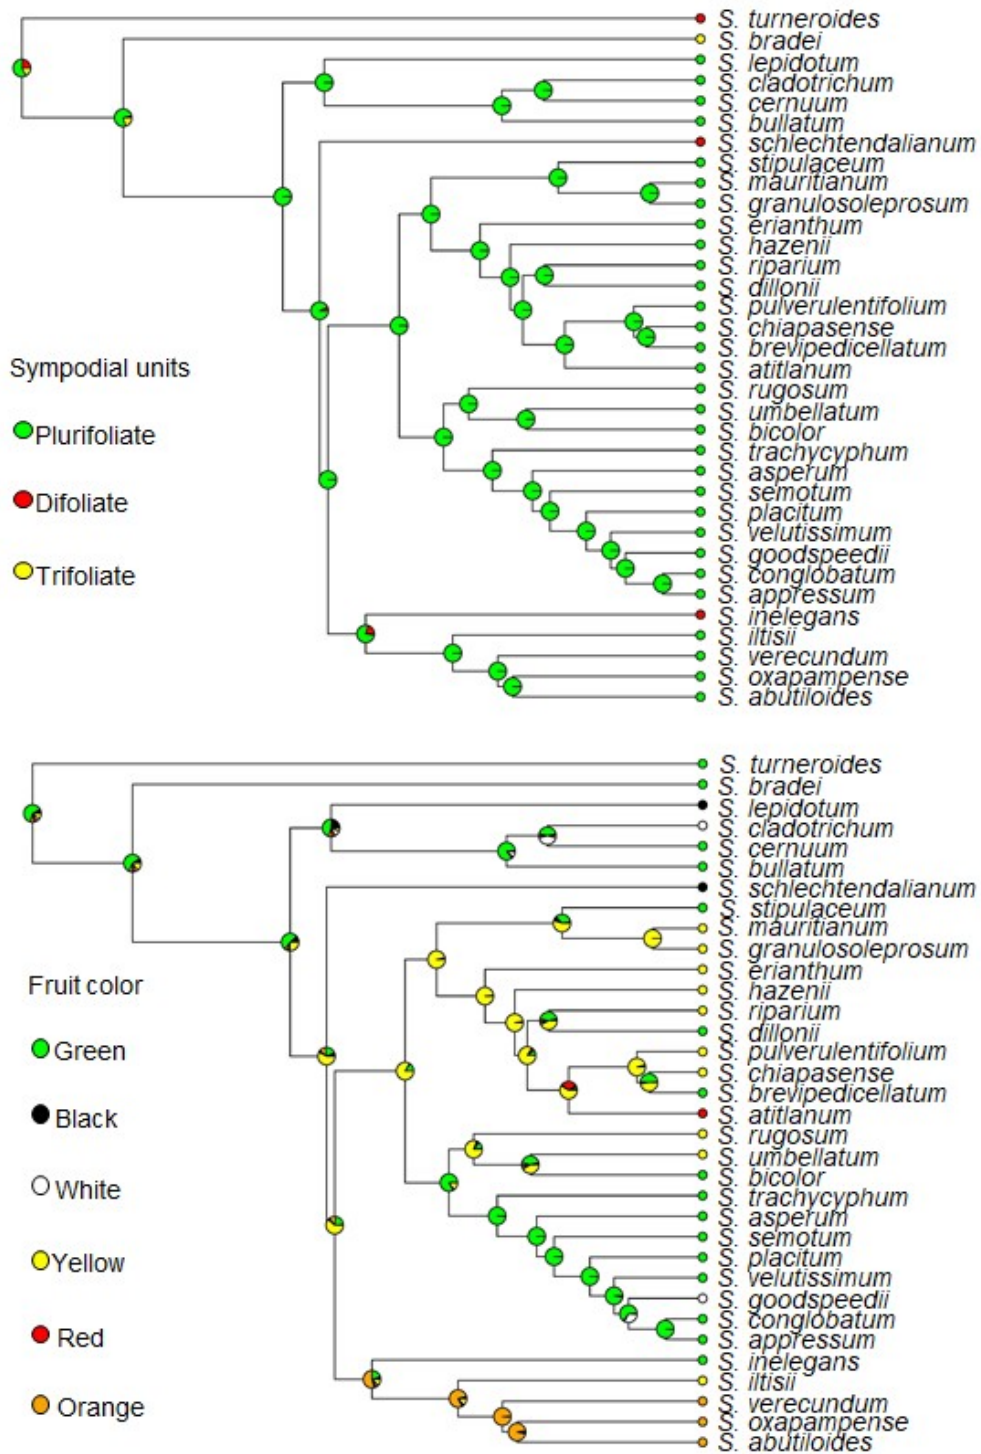 S. turneroides
S. bradei
S. lepidotum
S. cladotrichum
S. cernuum
S. bullatum
S. schlechtendalianum
S. stipulaceum
S. mauritianum
S. granulosoleprosum
S. erianthum
S. hazenii
S. riparium
S. dillonii
S. pulverulentifolium
S. chiapasense
S. brevipedicellatum
S. atitlanum
S. rugosum
S. umbellatum
S. bicolor
S. trachycyphum
S. asperum
S. semotum
S. placitum
S. velutissimum
S. goodspeedii
S. conglobatum
S. appressum
S. inelegans
S. iltisii
S. verecundum
S. oxapampense
S. abutiloides
Sympodial units
Plurifoliate
Difoliate
Trifoliate
S. turneroides
S. bradei
S. lepidotum
S. cladotrichum
S. cernuum
S. bullatum
S. schlechtendalianum
S. stipulaceum
S. mauritianum
S. granulosoleprosum
S. erianthum
S. hazenii
S. riparium
S. dillonii
S. pulverulentifolium
S. chiapasense
S. brevipedicellatum
S. atitlanum
S. rugosum
S. umbellatum
S. bicolor
S. trachycyphum
S. asperum
S. semotum
S. placitum
S. velutissimum
S. goodspeedii
S. conglobatum
S. appressum
S. inelegans
S. iltisii
S. verecundum
S. oxapampense
S. abutiloides
Fruit color
Green
Black
White
Yellow
Red
Orange